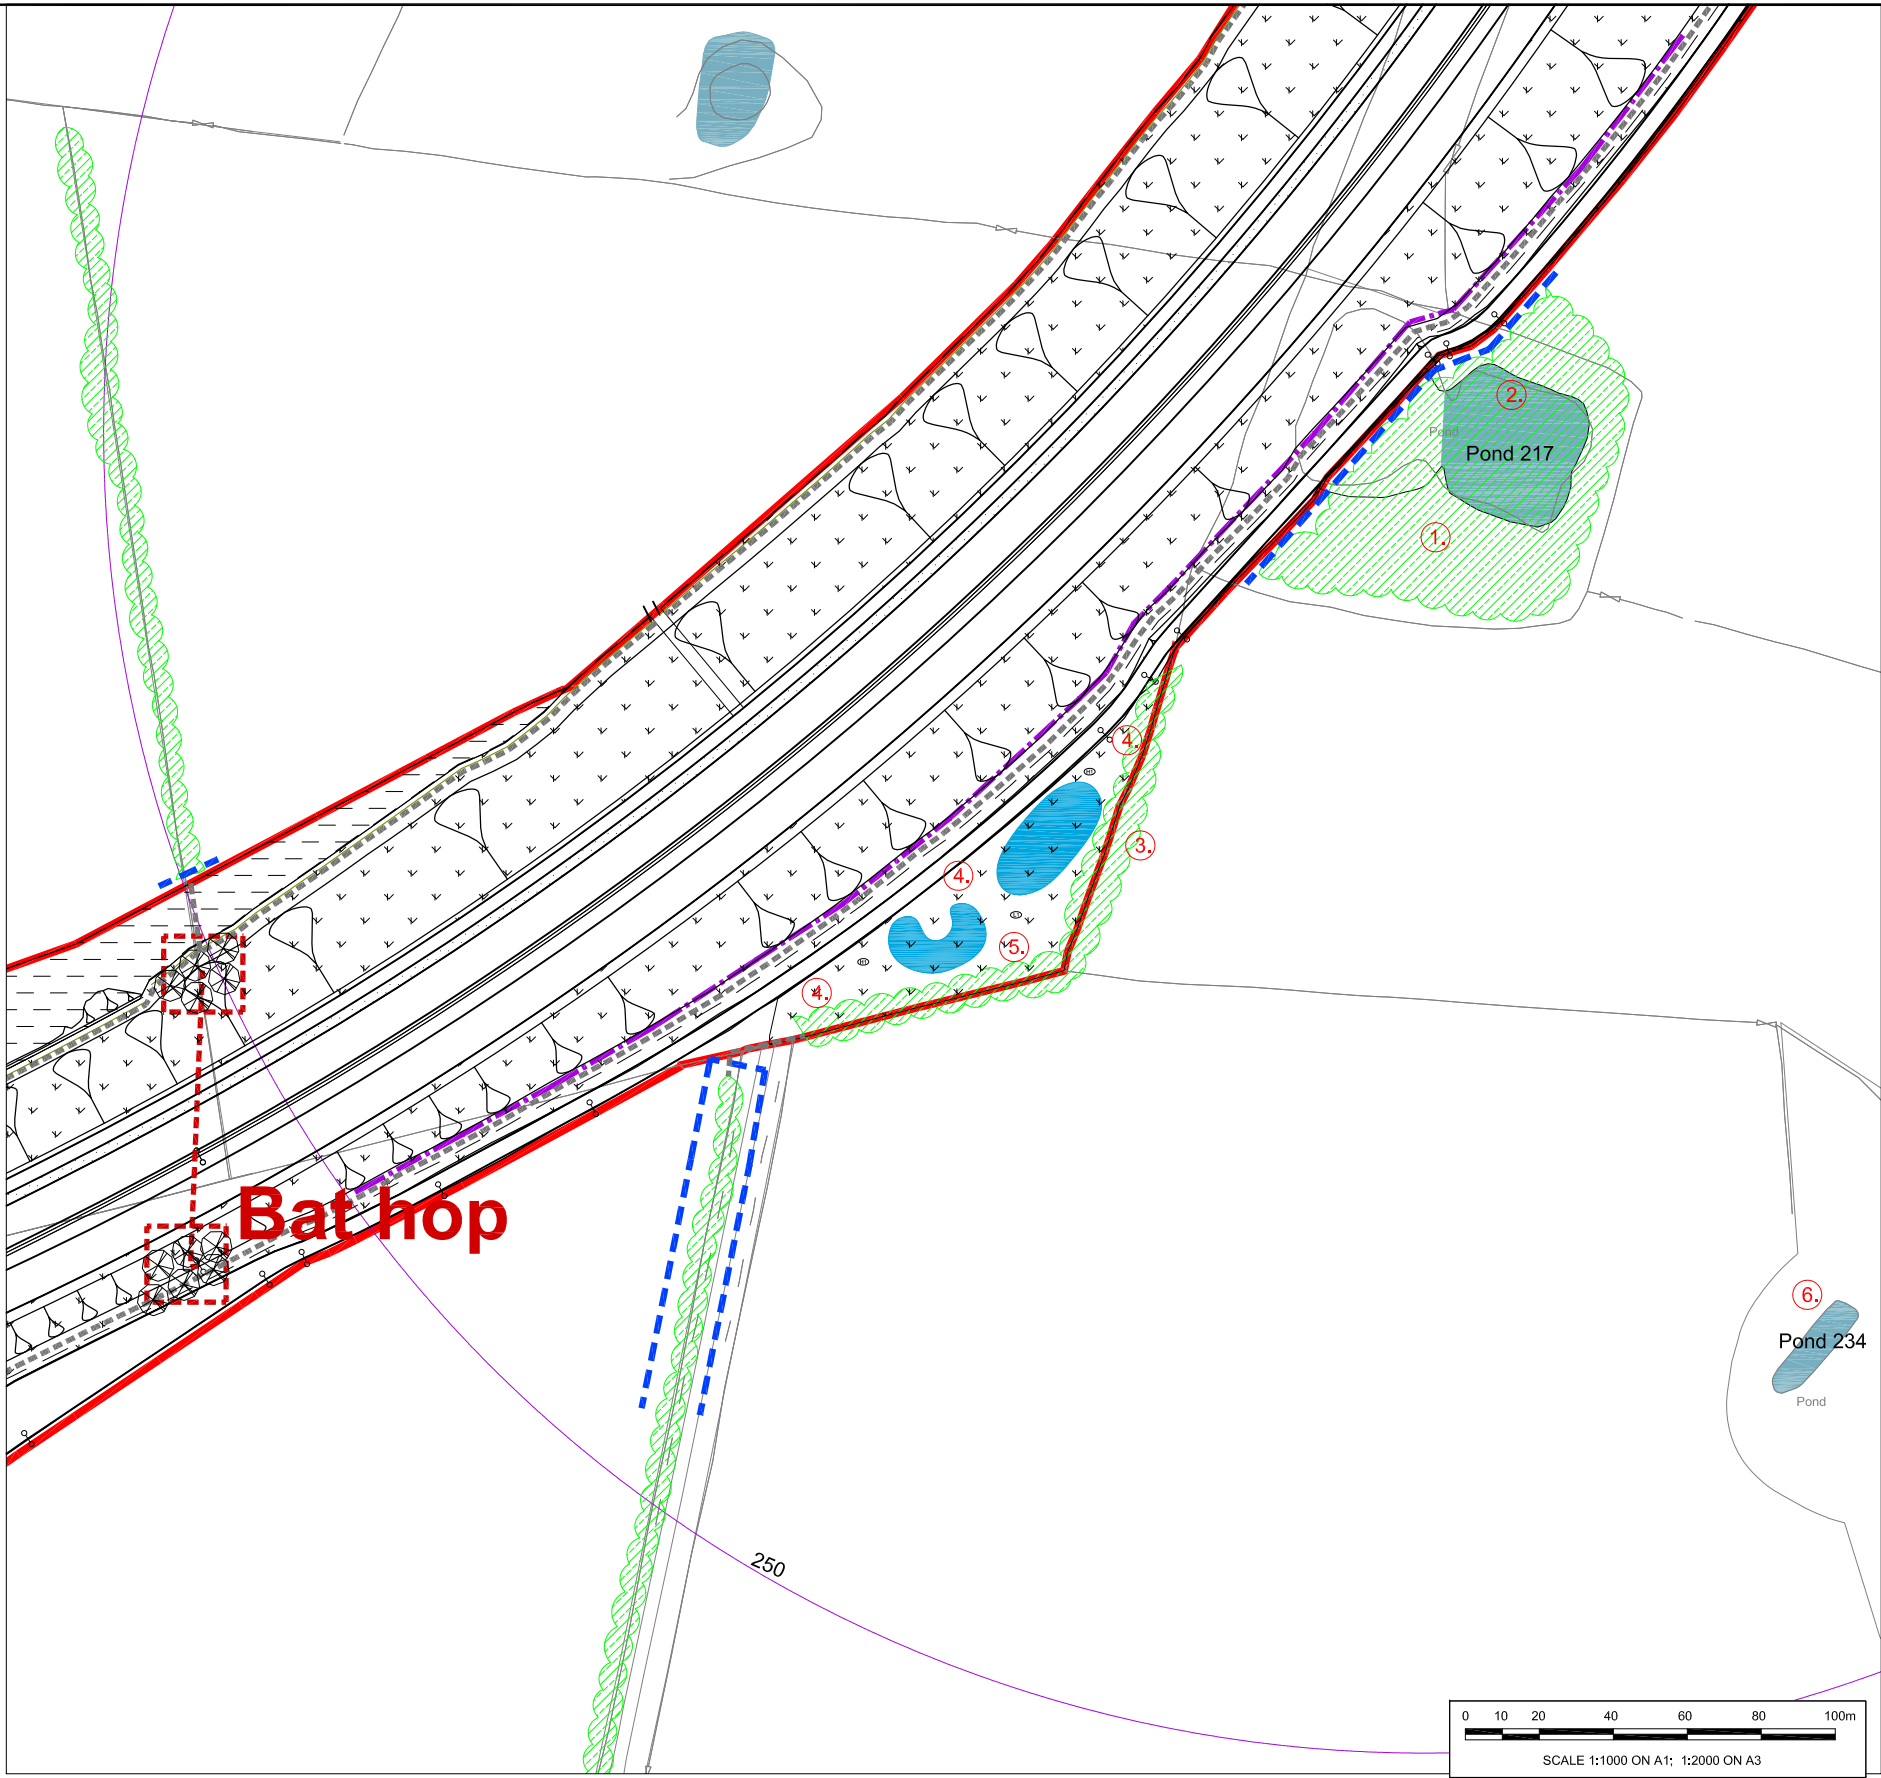 2.
Pond
Pond 217
1.
4.
3.
4.
5.
4.
Bat hop
6.
Pond 234
Pond
250
0 10 20 40 60 80 100m
SCALE 1:1000 ON A1; 1:2000 ON A3